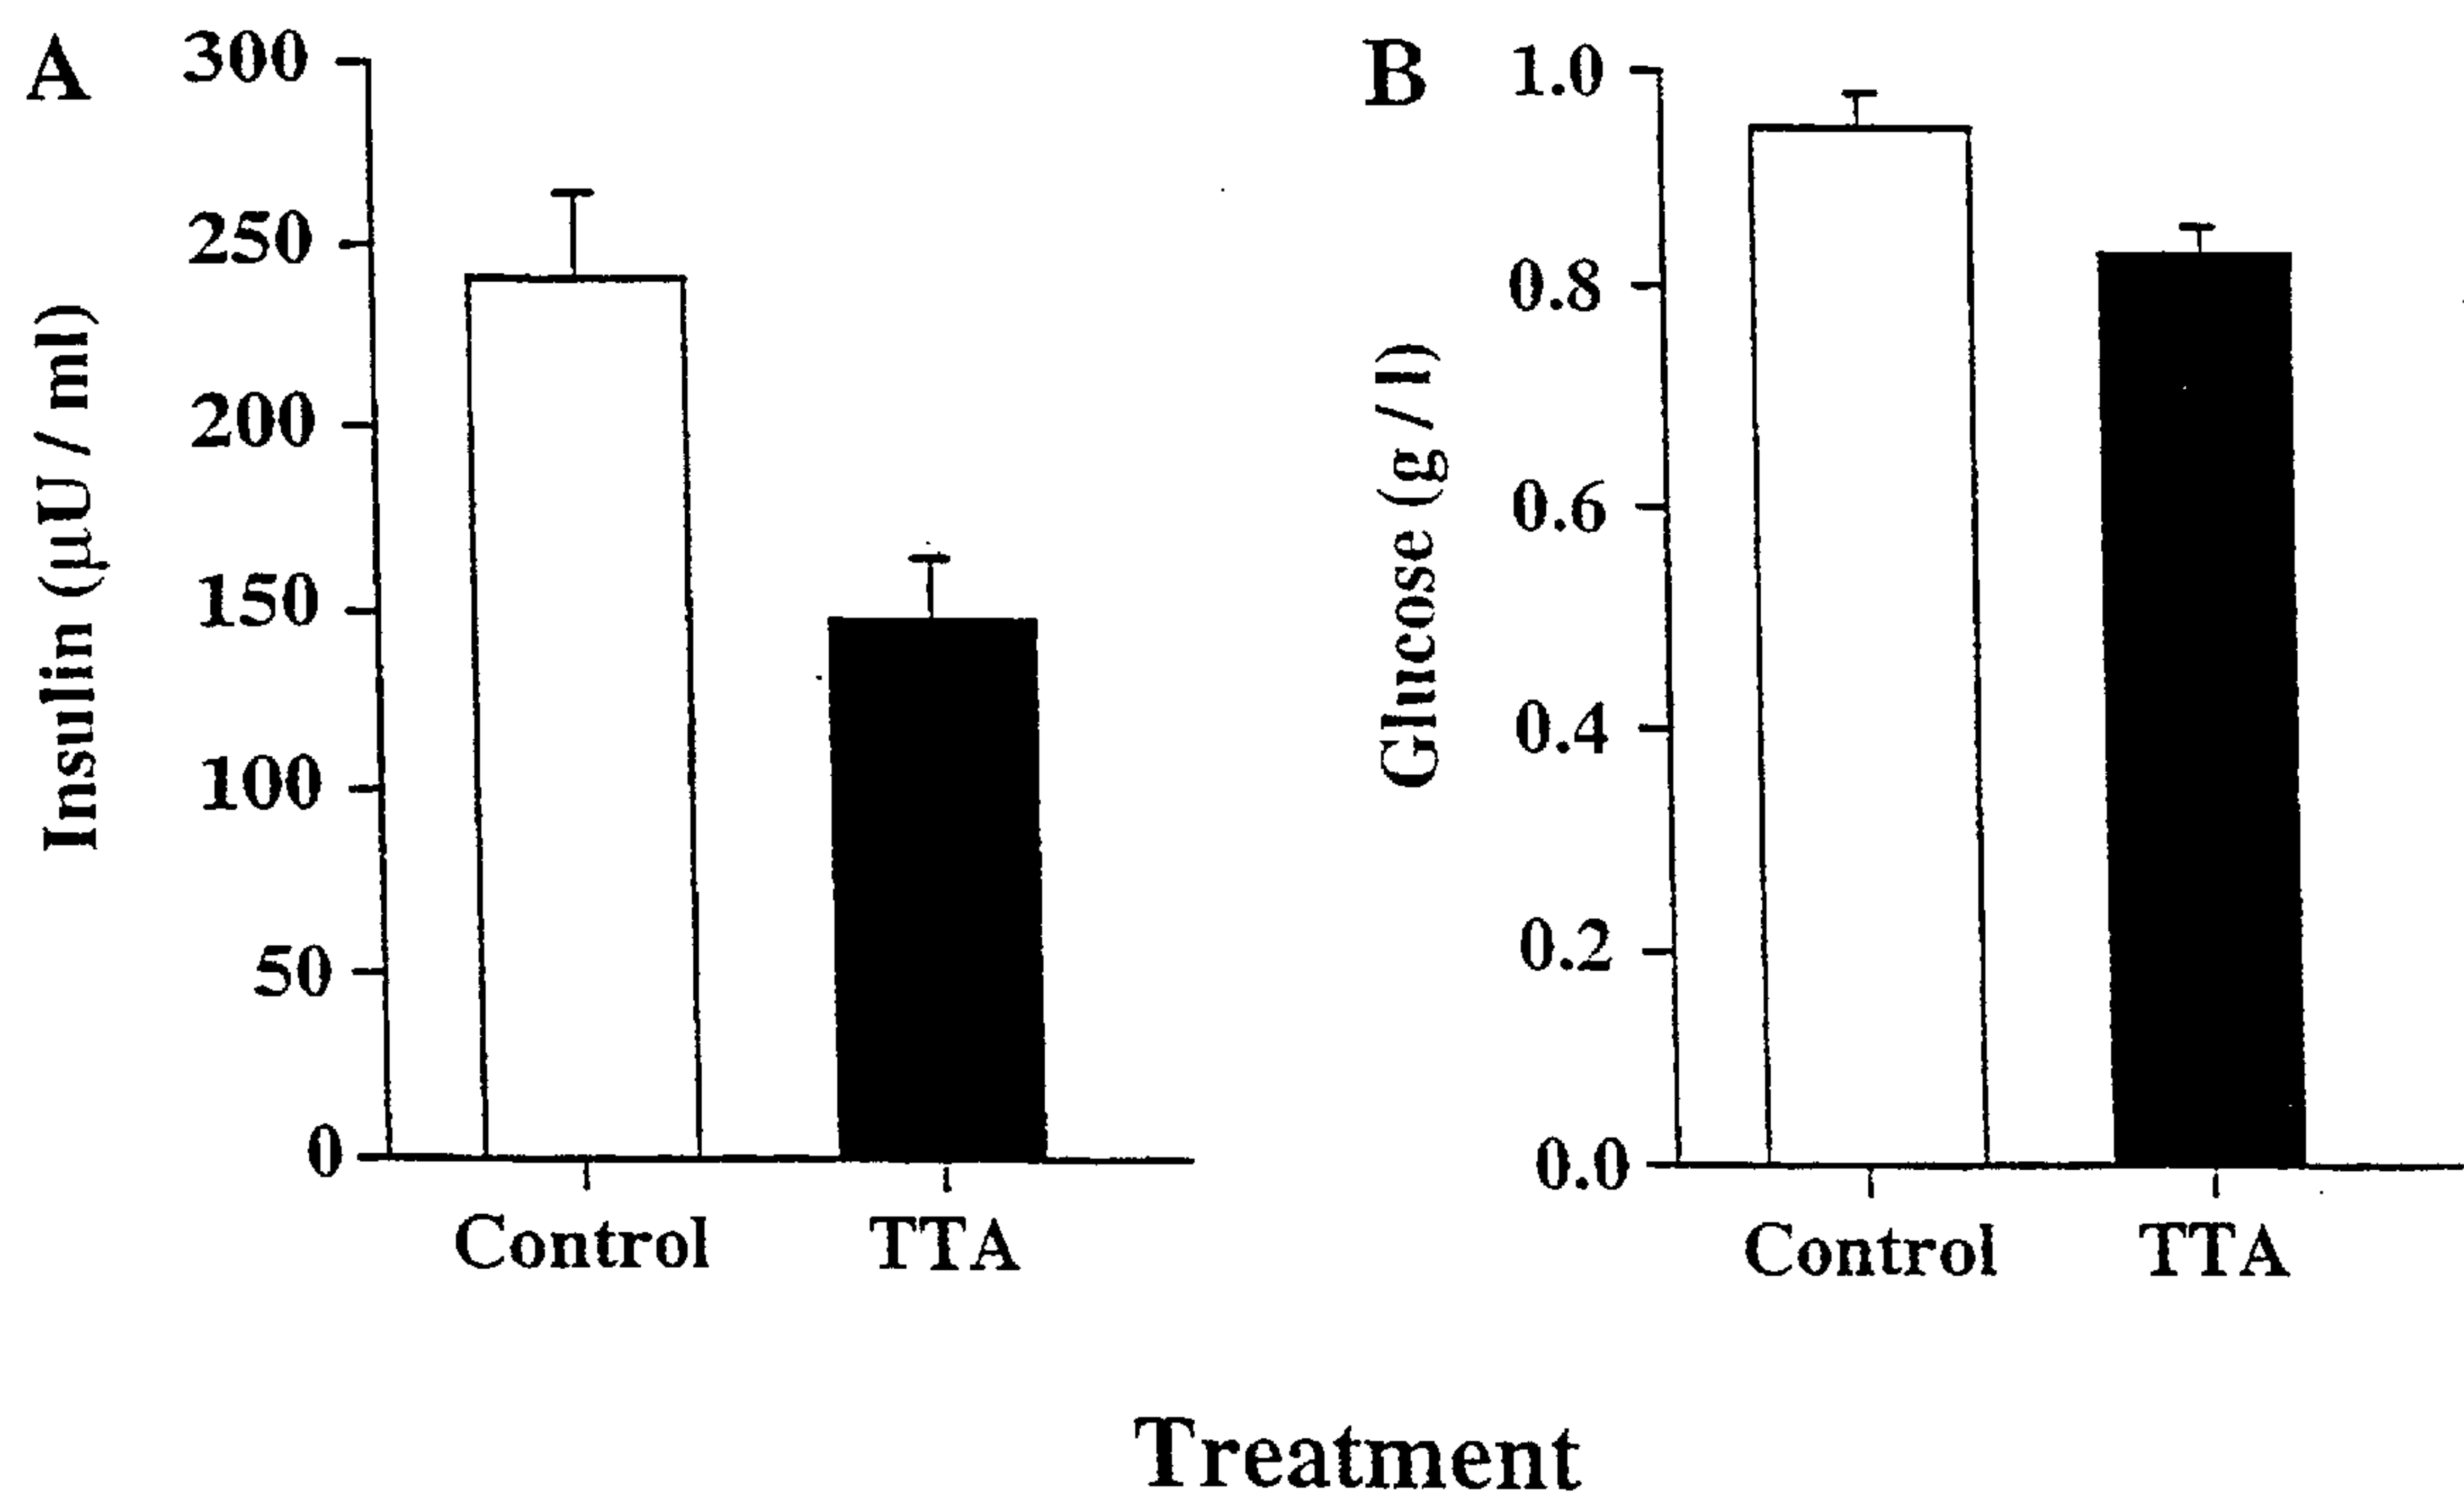 A
300
250
200
150
100
50
0
Insulin (µU / ml)
Control TTA
B
1.0
0.8
0.6
0.4
0.2
0.0
Glucose (g / l)
Control TTA
Treatment